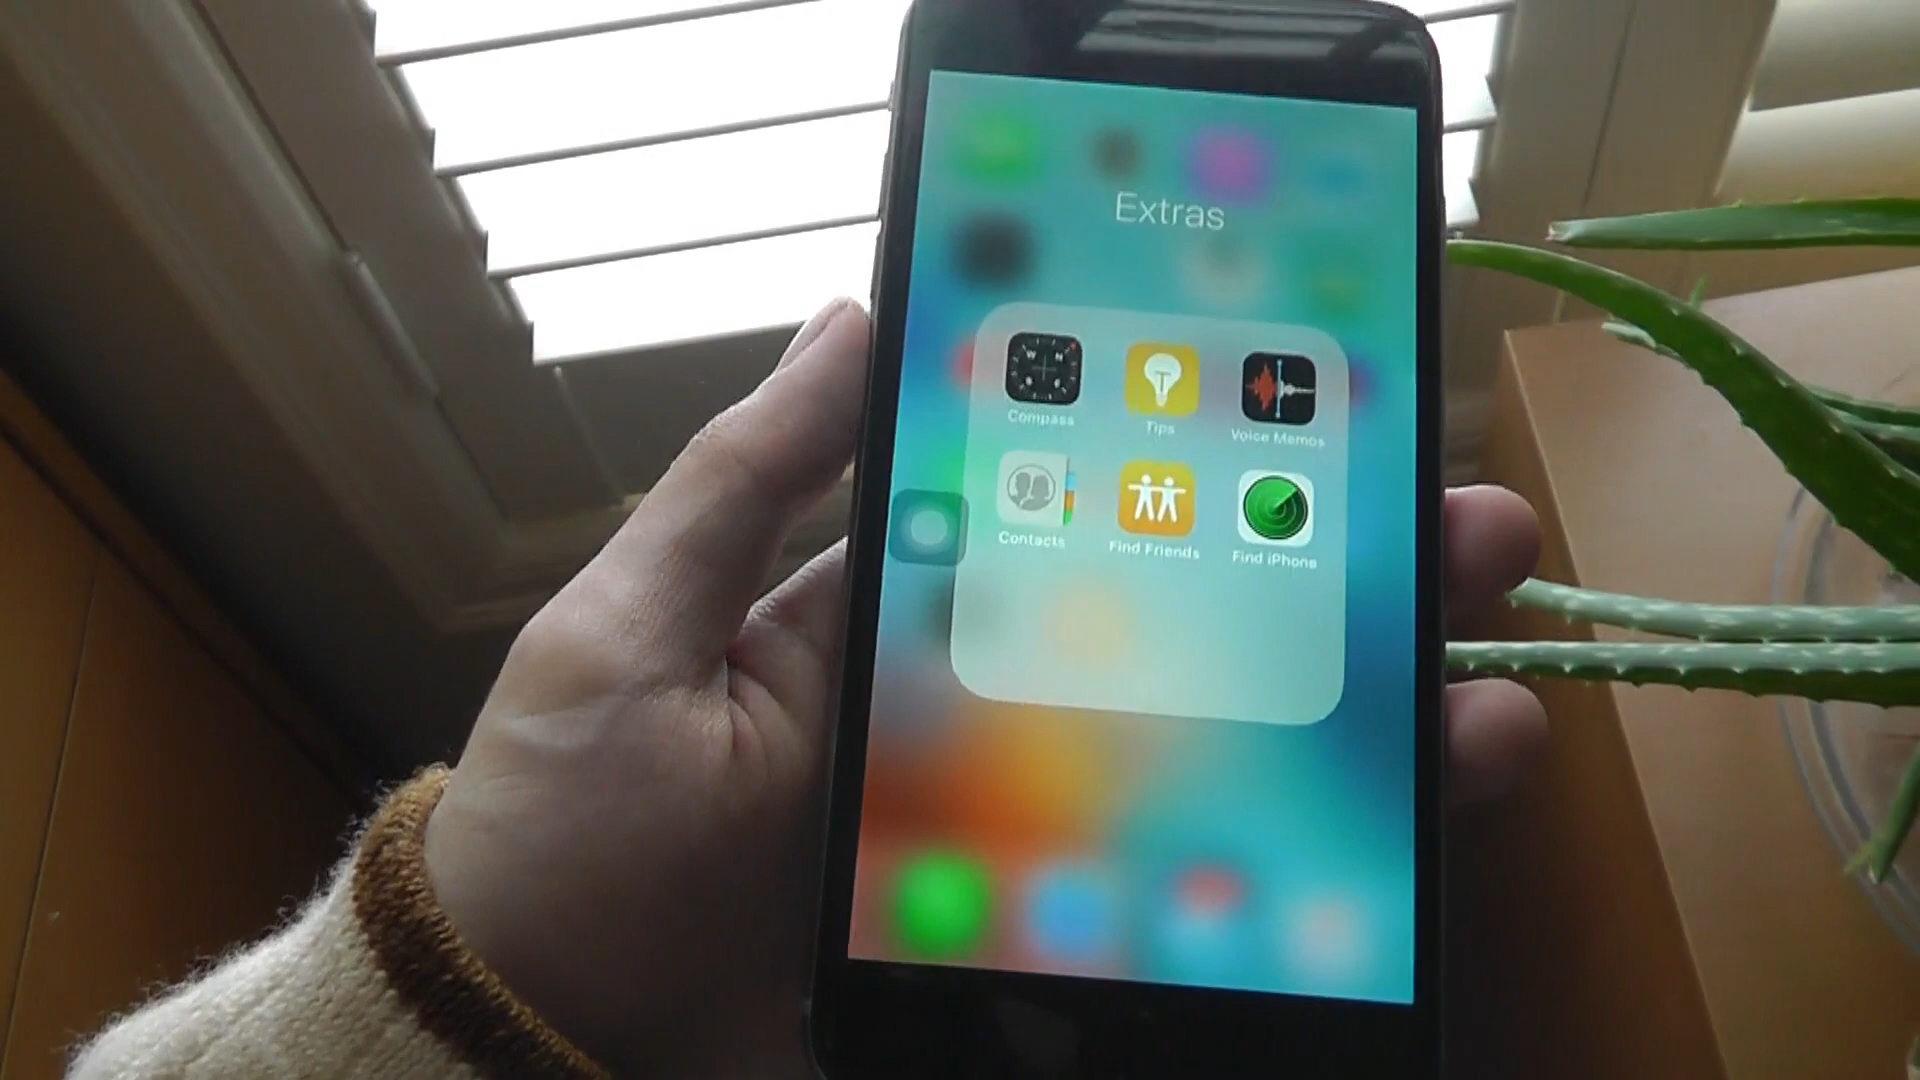 Extras
W N
Compass Tips Voice Memos
Contacts Find Friends Find iPhone